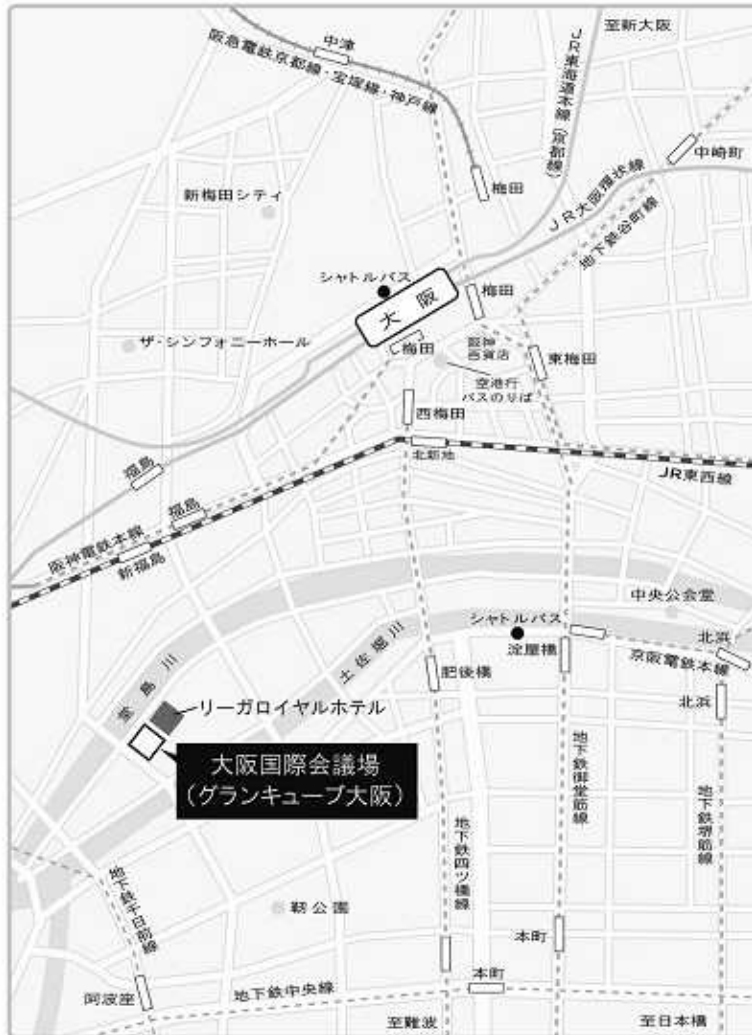 至新大阪
中津
阪急電鉄京都線・宝塚線・神戸線
JR東海道本線(京都線)
中崎町
新梅田シティ
梅田
JR大阪環状線
地下鉄谷町線
シャトルバス
大阪
梅田
ザ・シンフォニーホール
梅田
阪神
百貨店
東梅田
空港行
バスのりば
西梅田
北新地
JR東西線
福島
福島
阪神電鉄本線
新福島
中央公会堂
シャトルバス
堂島川
土佐堀川
淀屋橋
北浜
京阪電鉄本線
肥後橋
北浜
リーガロイヤルホテル
大阪国際会議場
(グランキューブ大阪)
地下鉄御堂筋線
地下鉄堺筋線
地下鉄四ツ橋線
地下鉄千日前線
靭公園
本町
阿波座
地下鉄中央線
本町
至難波
至日本橋